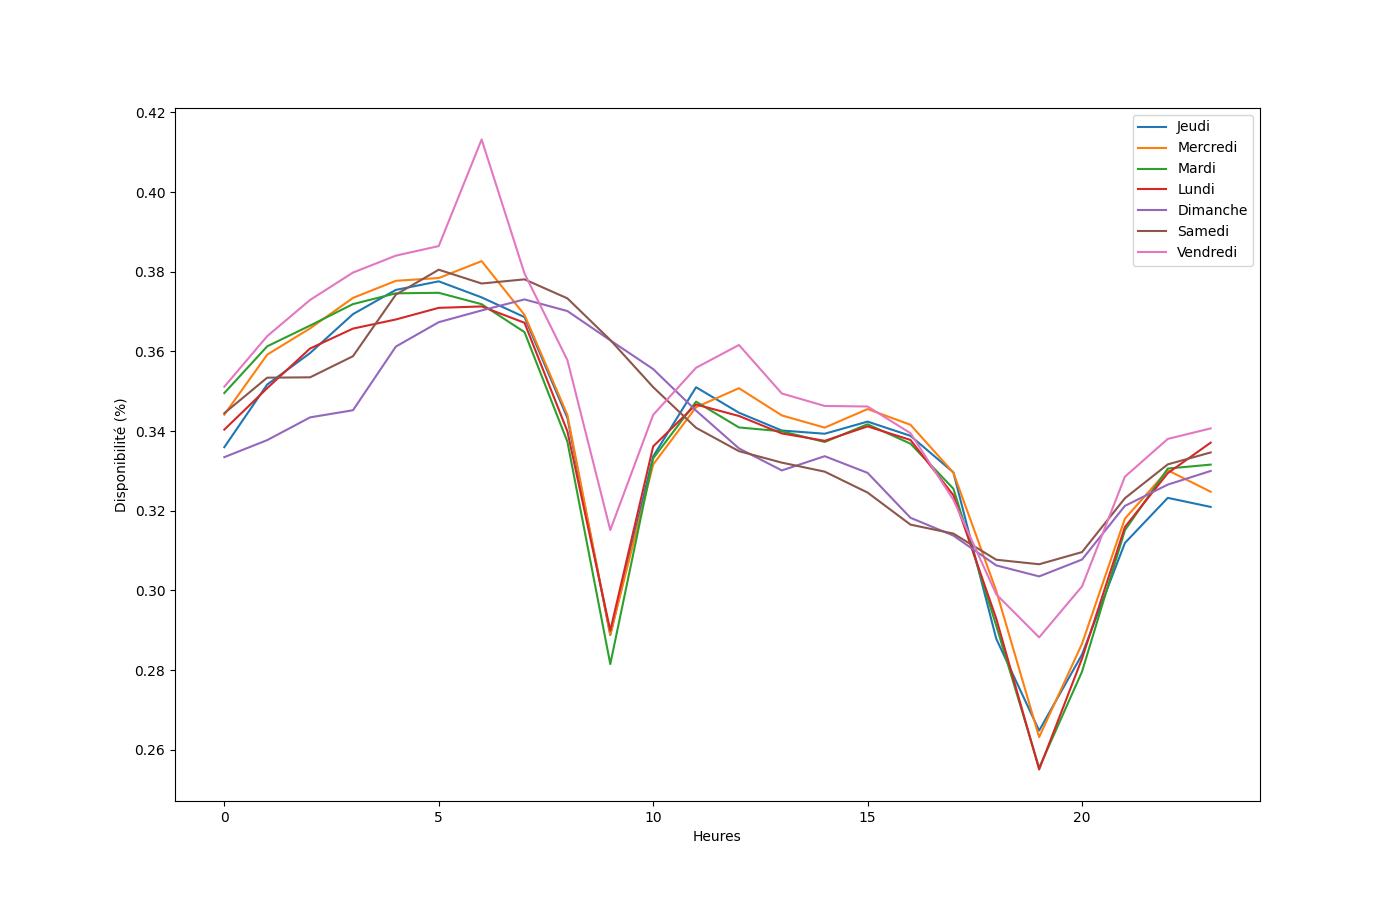 0.42
0.40
0.38
0.36
0.34
0.32
0.30
0.28
0.26
Disponibilité (%)
0 5 10 15 20
Heures
Jeudi
Mercredi
Mardi
Lundi
Dimanche
Samedi
Vendredi